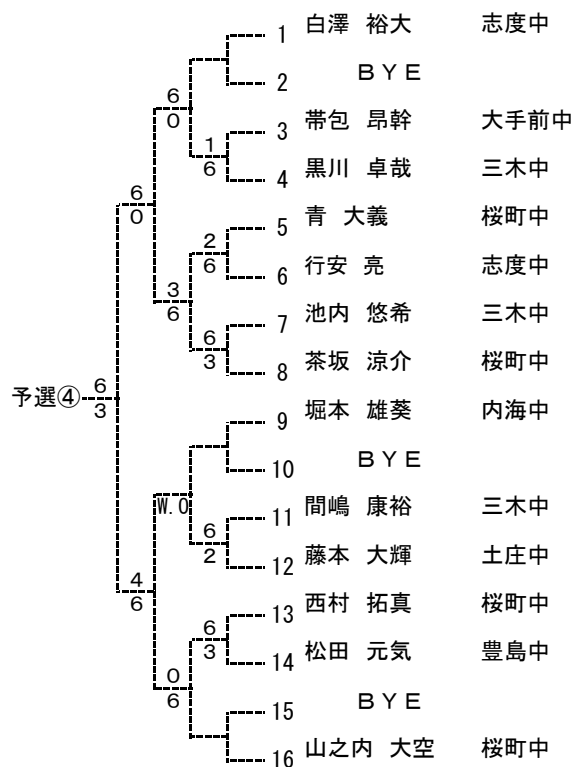 1 白澤 裕大 志度中
6
2 ＢＹＥ
0
3 帯包 昂幹 大手前中
1
6
4 黒川 卓哉 三木中
6
0
5 青 大義 桜町中
2
6
6 行安 亮 志度中
3
6
7 池内 悠希 三木中
6
3
8 茶坂 涼介 桜町中
予選④
6
3
9 堀本 雄葵 内海中
10 ＢＹＥ
W.O
11 間嶋 康裕 三木中
6
2
12 藤本 大輝 土庄中
4
6
13 西村 拓真 桜町中
6
3
14 松田 元気 豊島中
0
6
15 ＢＹＥ
16 山之内 大空 桜町中